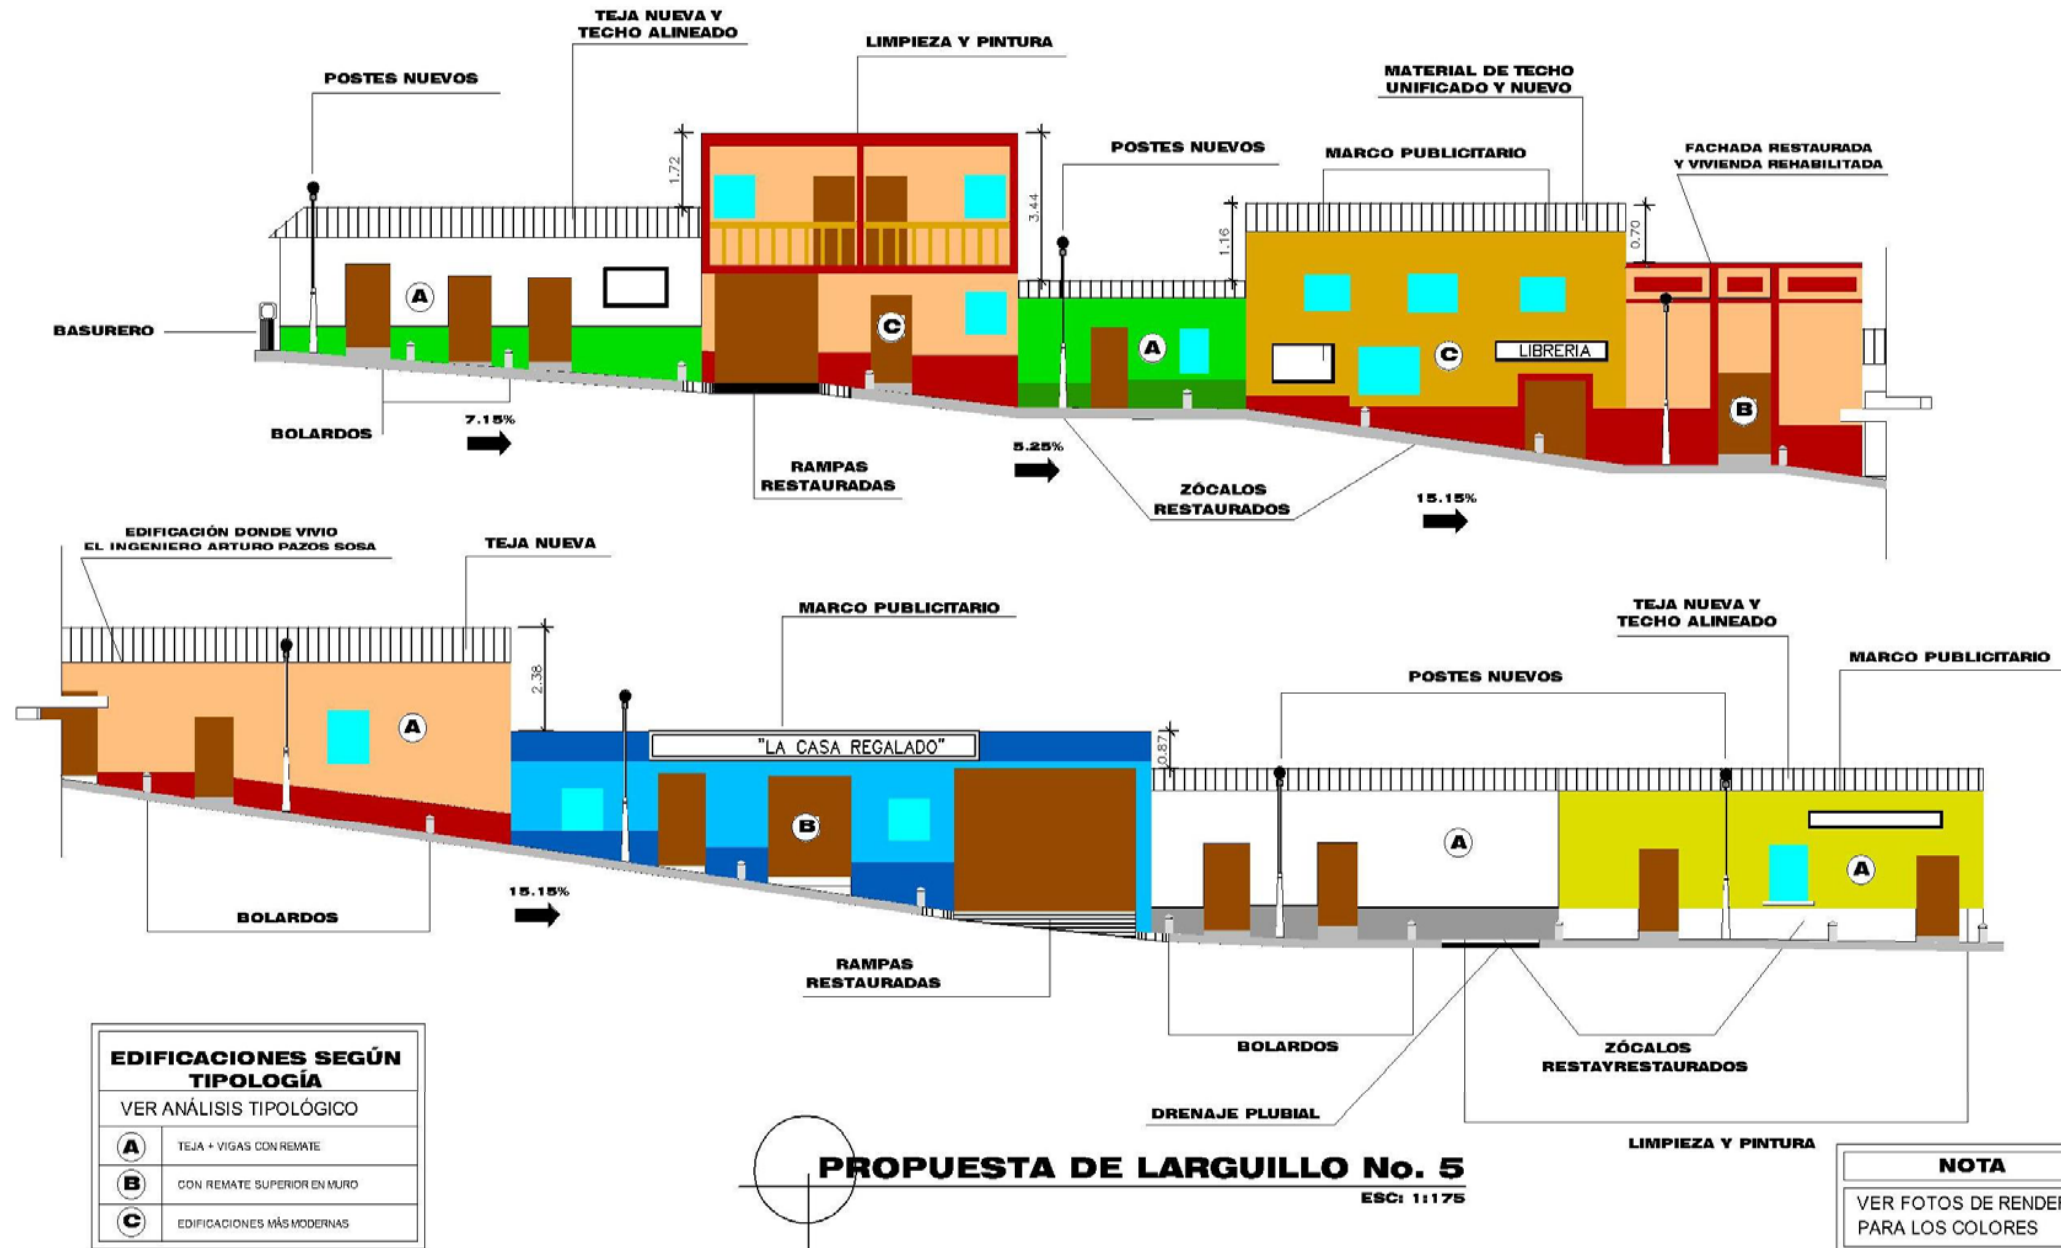 TEJA NUEVA Y
TECHO ALINEADO
LIMPIEZA Y PINTURA
POSTES NUEVOS
MATERIAL DE TECHO
UNIFICADO Y NUEVO
POSTES NUEVOS
MARCO PUBLICITARIO
FACHADA RESTAURADA
Y VIVIENDA REHABILITADA
1.72
3.44
1.16
0.70
A
C
A
C
LIBRERIA
B
BASURERO
BOLARDOS
7.15%
RAMPAS
RESTAURADAS
5.25%
ZÓCALOS
RESTAURADOS
15.15%
EDIFICACIÓN DONDE VIVIO
EL INGENIERO ARTURO PAZOS SOSA
TEJA NUEVA
MARCO PUBLICITARIO
TEJA NUEVA Y
TECHO ALINEADO
MARCO PUBLICITARIO
POSTES NUEVOS
2.38
0.87
"LA CASA REGALADO"
A
B
A
A
15.15%
BOLARDOS
RAMPAS
RESTAURADAS
BOLARDOS
ZÓCALOS
RESTAYRESTAURADOS
DRENAJE PLUBIAL
LIMPIEZA Y PINTURA
EDIFICACIONES SEGÚN
TIPOLOGÍA
VER ANÁLISIS TIPOLÓGICO
A TEJA + VIGAS CON REMATE
B CON REMATE SUPERIOR EN MURO
C EDIFICACIONES MÁS MODERNAS
PROPUESTA DE LARGUILLO No. 5
ESC: 1:175
NOTA
VER FOTOS DE RENDER
PARA LOS COLORES